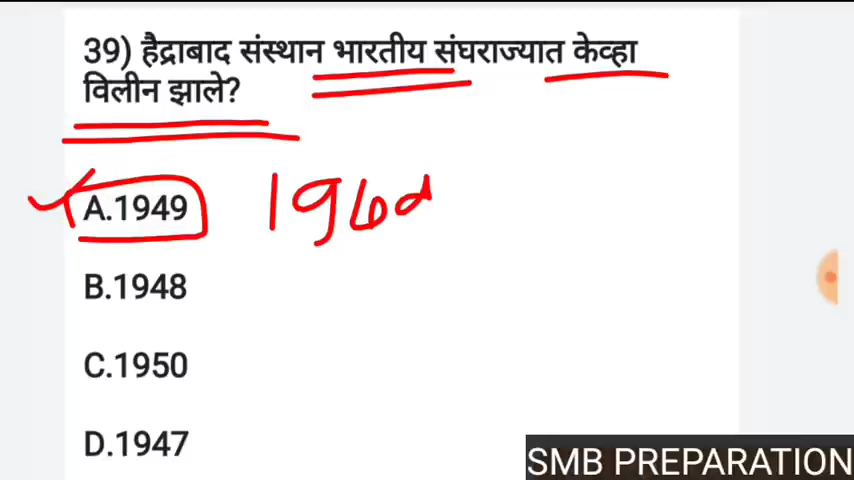 39) हैद्राबाद संस्थान भारतीय संघराज्यात केव्हा
विलीन झाले?
A.1949
B.1948
C.1950
D.1947
SMB PREPARATION